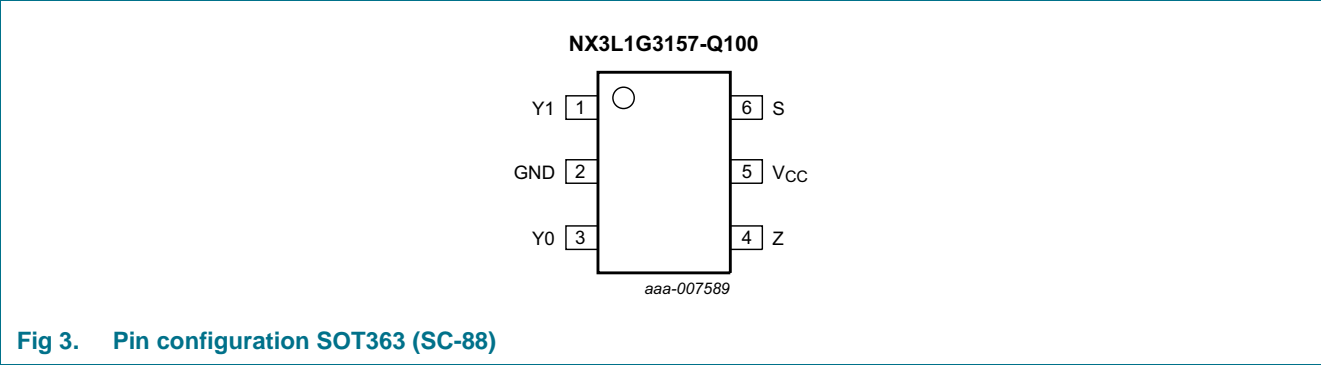 NX3L1G3157-Q100
Y1 1 6 S
GND 2 5 VCC
Y0 3 4 Z
aaa-007589
Fig 3. Pin configuration SOT363 (SC-88)